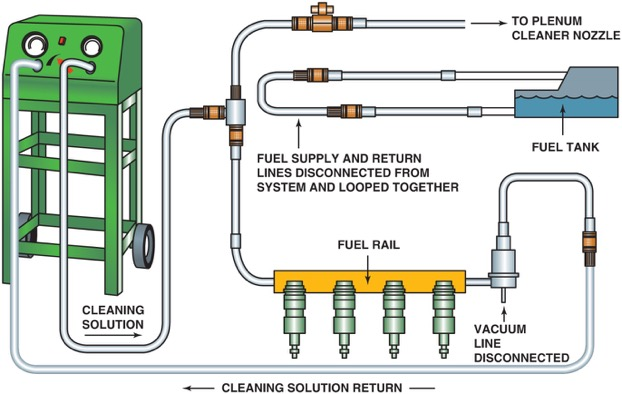 TO PLENUM
CLEANER NOZZLE
FUEL TANK
FUEL SUPPLY AND RETURN
LINES DISCONNECTED FROM
SYSTEM AND LOOPED TOGETHER
FUEL RAIL
CLEANING
SOLUTION
VACUUM
LINE
DISCONNECTED
CLEANING SOLUTION RETURN